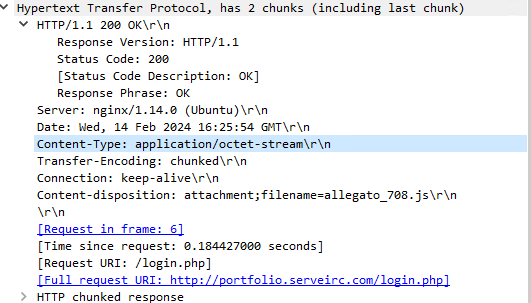 Hypertext Transfer Protocol, has 2 chunks (including last chunk)
HTTP/1.1 200 OK\r\n
Response Version: HTTP/1.1
Status Code: 200
[Status Code Description: OK]
Response Phrase: OK
Server: nginx/1.14.0 (Ubuntu)\r\n
Date: Wed, 14 Feb 2024 16:25:54 GMT\r\n
Content-Type: application/octet-stream\r\n
Transfer-Encoding: chunked\r\n
Connection: keep-alive\r\n
Content-disposition: attachment;filename=allegato_708.js\r\n
\r\n
[Request in frame: 6]
[Time since request: 0.184427000 seconds]
[Request URI: /login.php]
[Full request URI: http://portfolio.serveirc.com/login.php]
HTTP chunked response